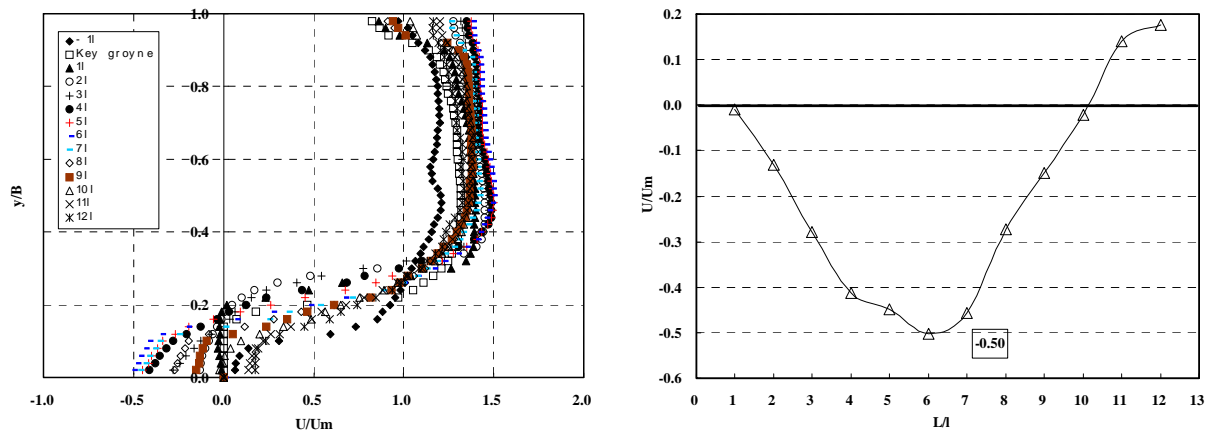 1.0
0.8
0.6
0.4
0.2
0.0
y/B
- 1l
Key groyne
1l
2l
3l
4l
5l
6l
7l
8l
9l
10l
11l
12l
-1.0 -0.5 0.0 0.5 1.0 1.5 2.0
U/Um
0.2
0.1
0.0
-0.1
-0.2
-0.3
-0.4
-0.5
-0.6
U/Um
-0.50
0 1 2 3 4 5 6 7 8 9 10 11 12 13
L/l